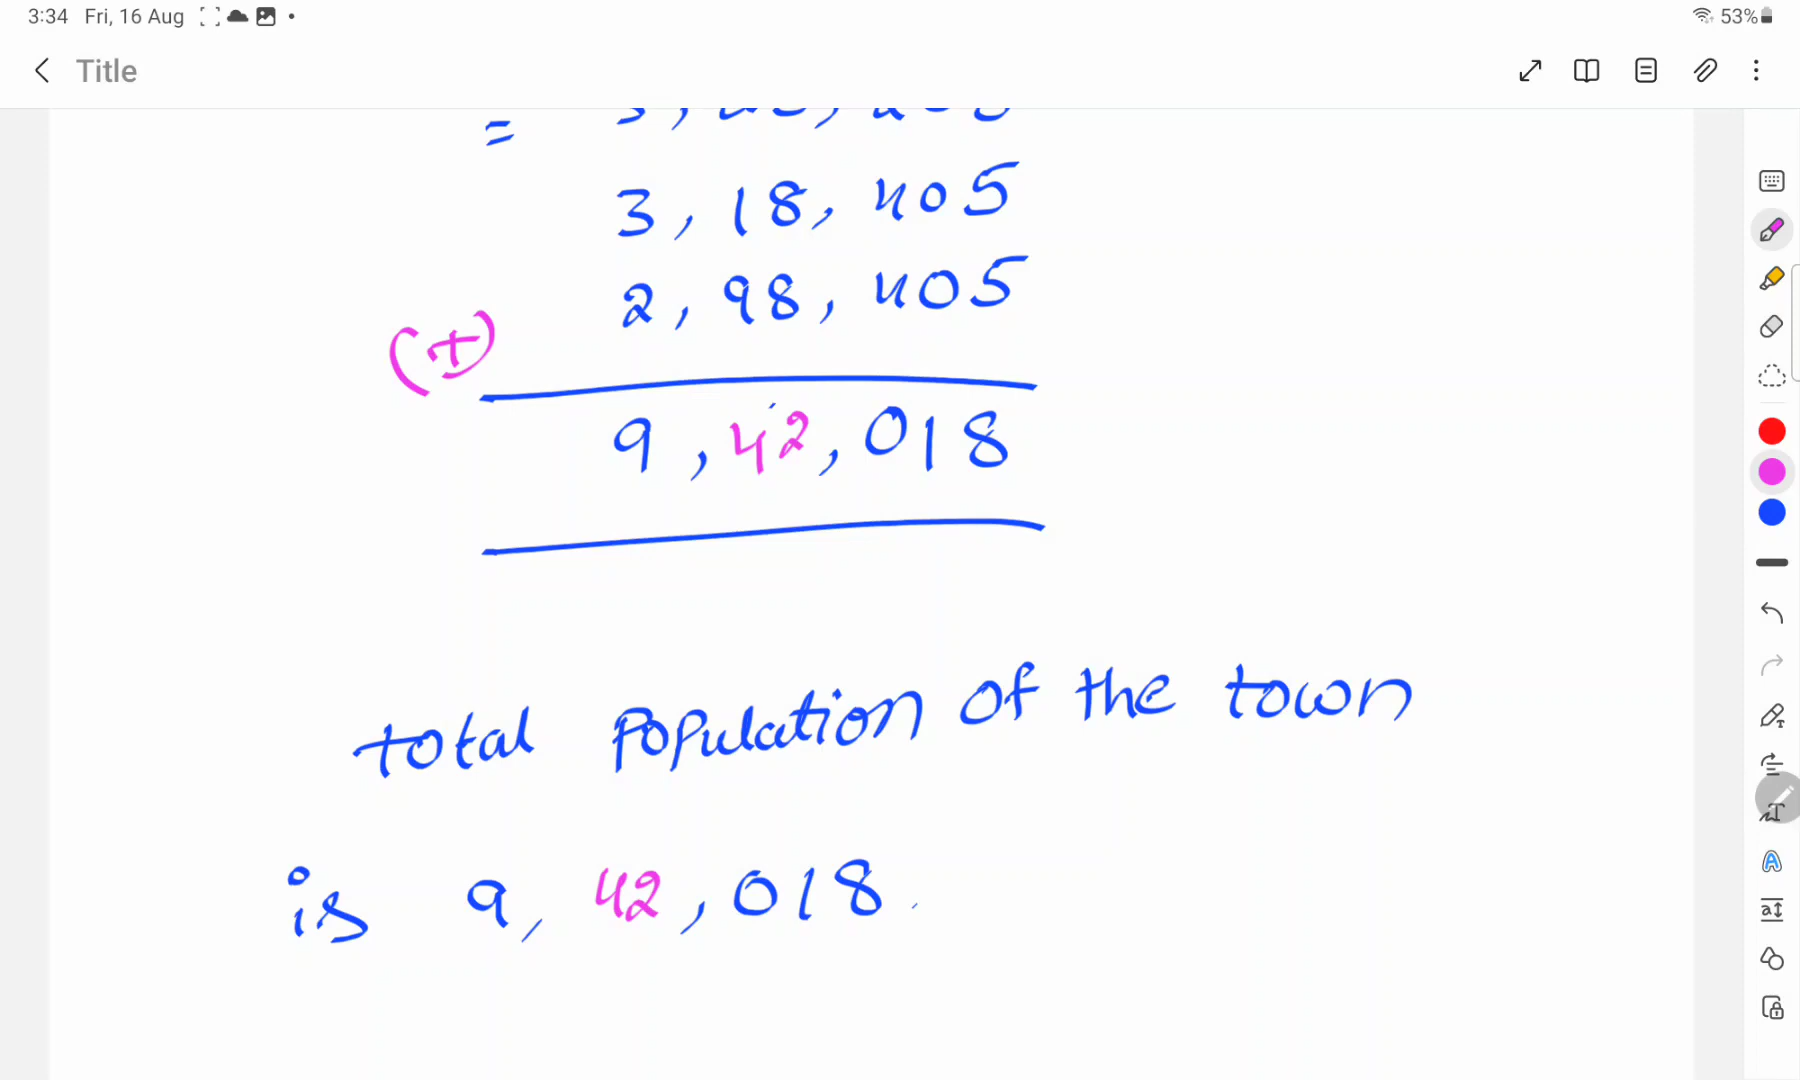 3:34 Fri, 16 Aug 53%
Title
=
3, 18, 405
2, 98, 405
(+)
9, 42, 018
total population of the town
is 9, 42, 018.